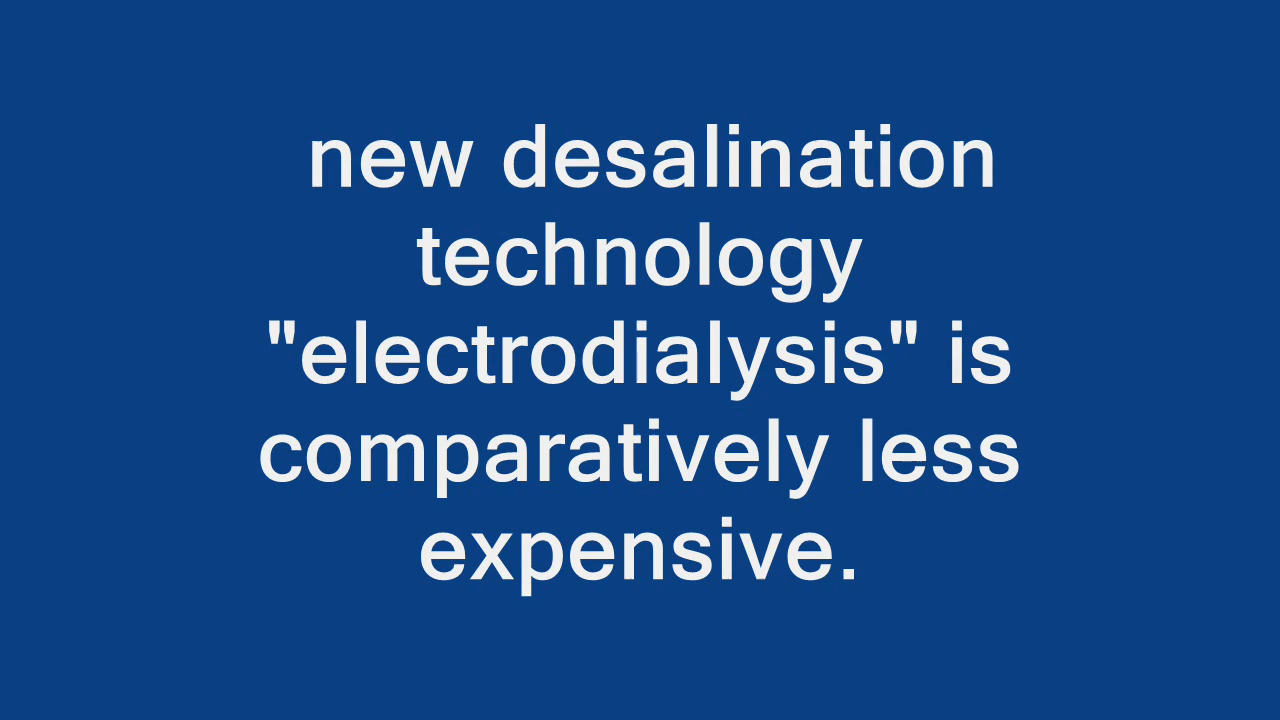 new desalination
technology
"electrodialysis" is
comparatively less
expensive.